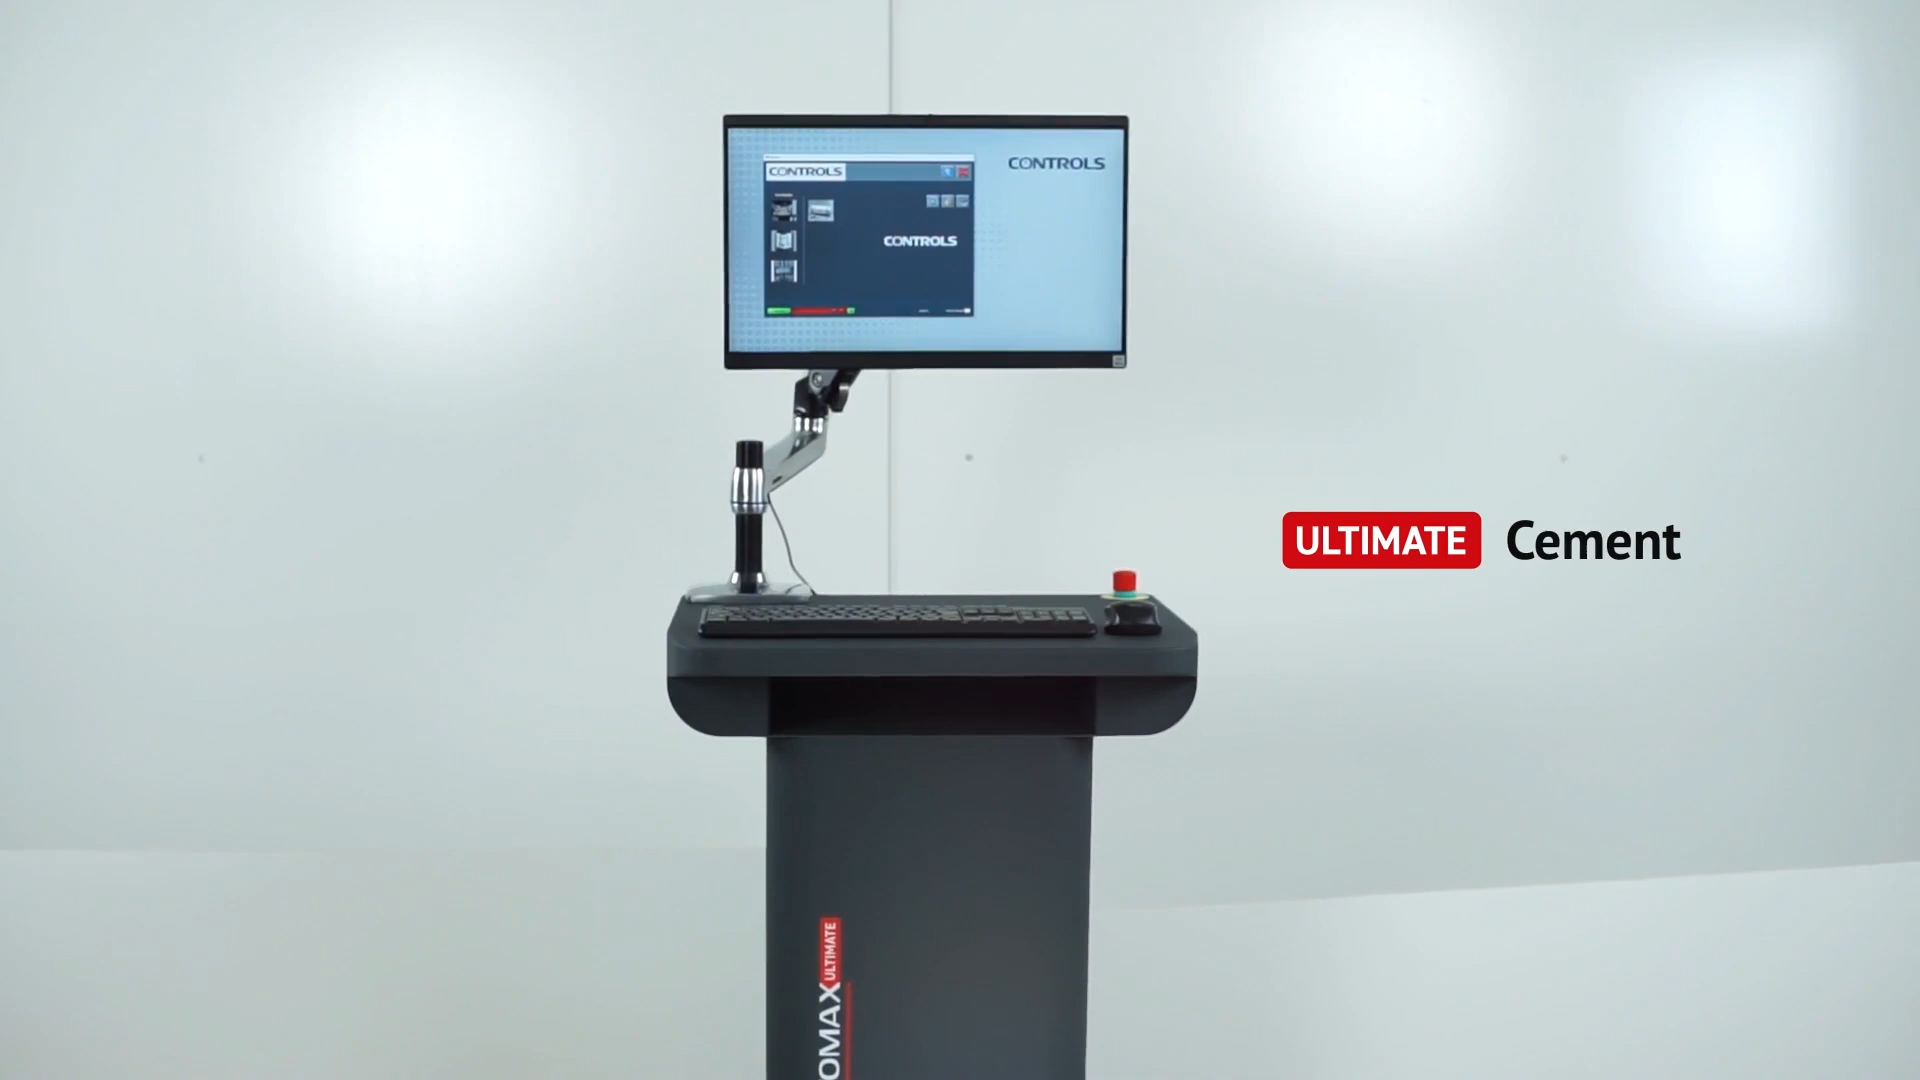 CONTROLS
CONTROLS
CONTROLS
ULTIMATE Cement
OMAX ULTIMATE